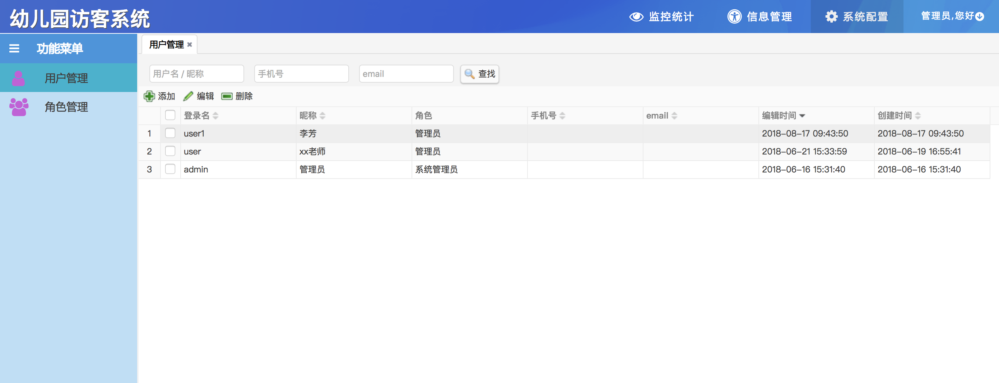 幼儿园访客系统
监控统计 信息管理 系统配置 管理员,您好
功能菜单
用户管理
角色管理
用户管理
用户名 / 昵称 手机号 email 查找
添加 编辑 删除
登录名 昵称 角色 手机号 email 编辑时间 创建时间
1 user1 李芳 管理员 2018-08-17 09:43:50 2018-08-17 09:43:50
2 user xx老师 管理员 2018-06-21 15:33:59 2018-06-19 16:55:41
3 admin 管理员 系统管理员 2018-06-16 15:31:40 2018-06-16 15:31:40